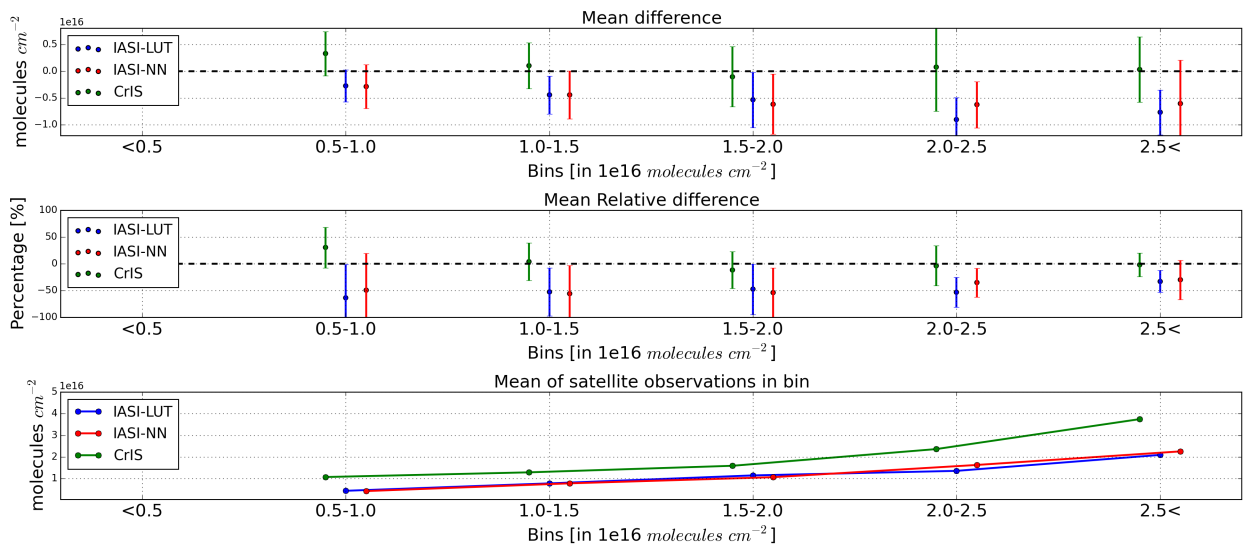 Mean difference
1e16
molecules cm⁻²
0.5
0.0
−0.5
−1.0
IASI-LUT
IASI-NN
CrIS
<0.5 0.5-1.0 1.0-1.5 1.5-2.0 2.0-2.5 2.5<
Bins [in 1e16 molecules cm⁻²]
Mean Relative difference
Percentage [%]
100
50
0
−50
−100
IASI-LUT
IASI-NN
CrIS
<0.5 0.5-1.0 1.0-1.5 1.5-2.0 2.0-2.5 2.5<
Bins [in 1e16 molecules cm⁻²]
Mean of satellite observations in bin
1e16
molecules cm⁻²
5
4
3
2
1
IASI-LUT
IASI-NN
CrIS
<0.5 0.5-1.0 1.0-1.5 1.5-2.0 2.0-2.5 2.5<
Bins [in 1e16 molecules cm⁻²]